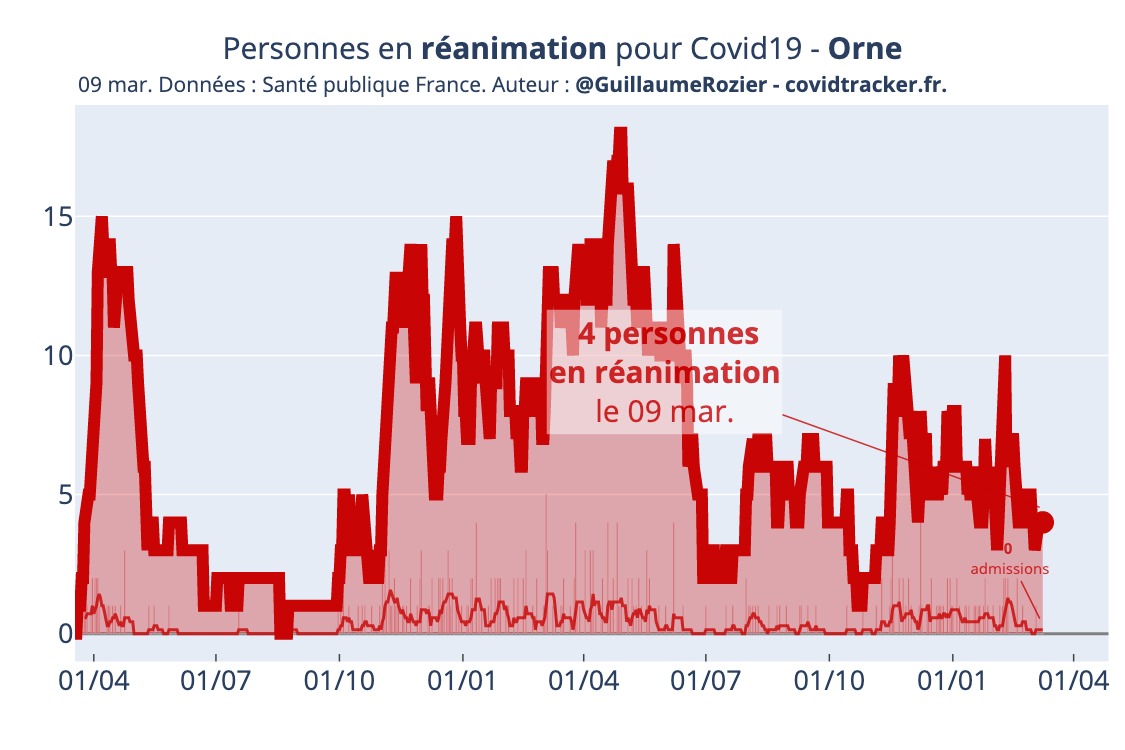 Personnes en réanimation pour Covid19 - Orne
09 mar. Données : Santé publique France. Auteur : @GuillaumeRozier - covidtracker.fr.
15
10
5
0
4 personnes
en réanimation
le 09 mar.
0
admissions
01/04 01/07 01/10 01/01 01/04 01/07 01/10 01/01 01/04